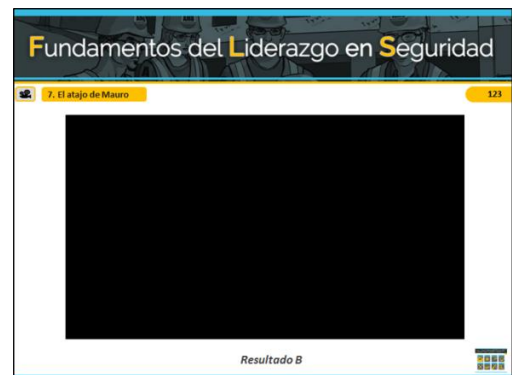 Fundamentos del Liderazgo en Seguridad
7. El atajo de Mauro
123
Resultado B